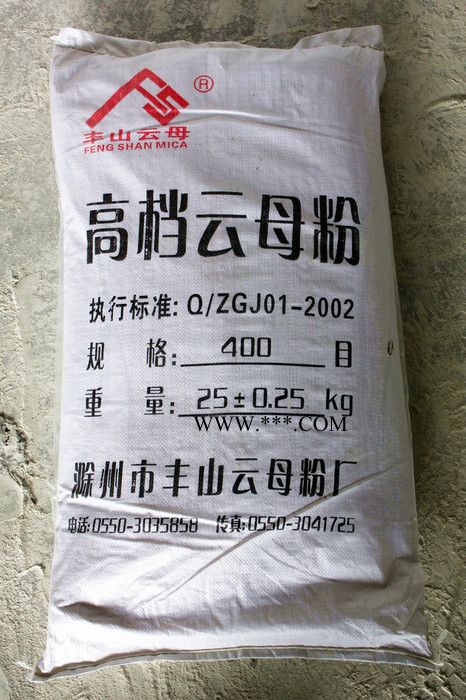 ®
丰山云母
FENG SHAN MICA
高档云母粉
执行标准: Q/ZGJ01-2002
规 格: 400 目
重 量: 25±0.25 kg
WWW.***.COM
滁州市丰山云母粉厂
电话:0550-3035858 传真:0550-3041725